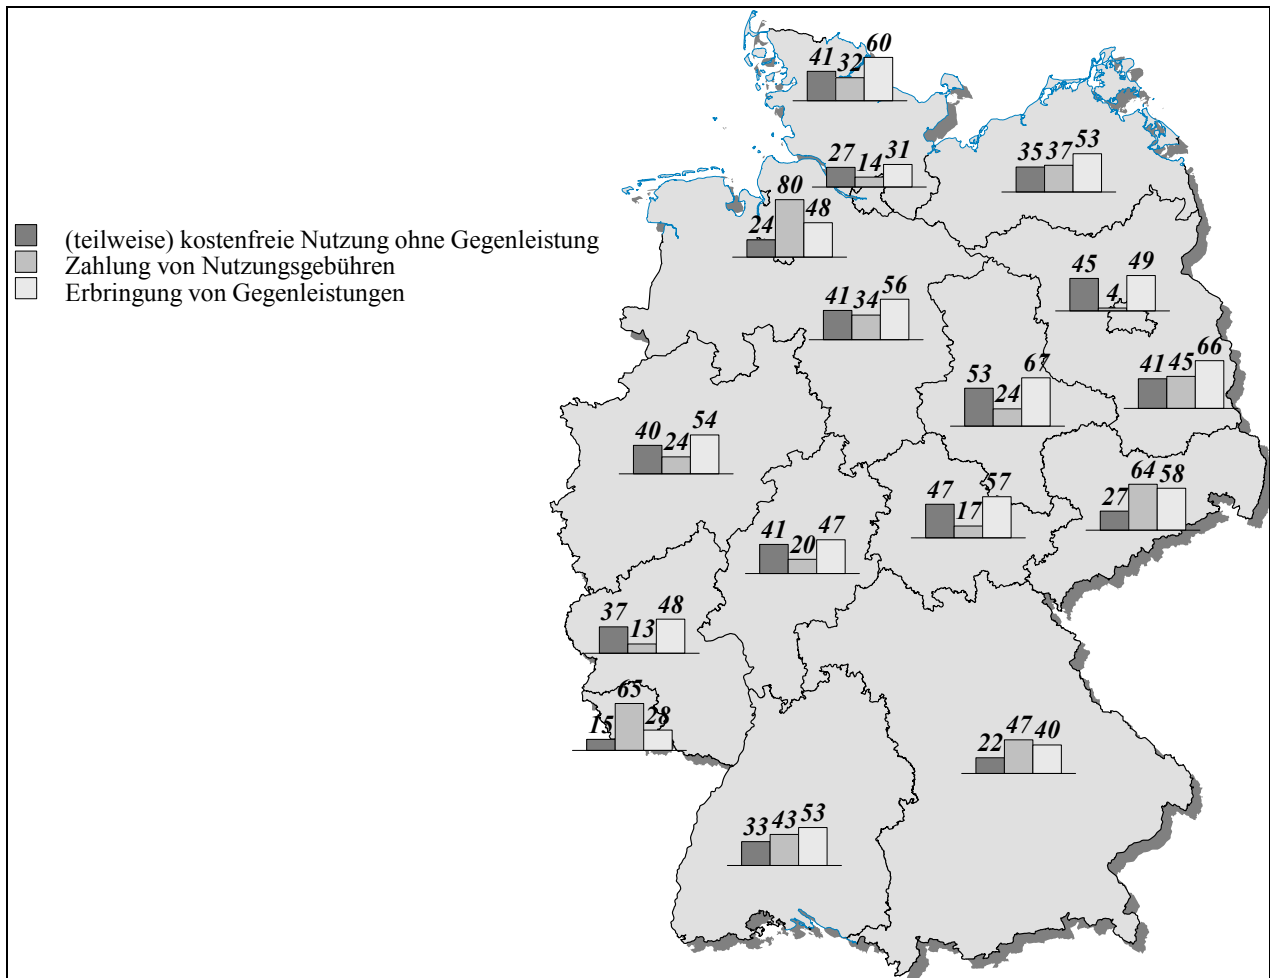 41 32 60
27 14 31
35 37 53
24 80 48
(teilweise) kostenfreie Nutzung ohne Gegenleistung
Zahlung von Nutzungsgebühren
Erbringung von Gegenleistungen
45 4 49
41 34 56
41 45 66
53 24 67
40 24 54
27 64 58
47 17 57
41 20 47
37 13 48
15 65 28
22 47 40
33 43 53